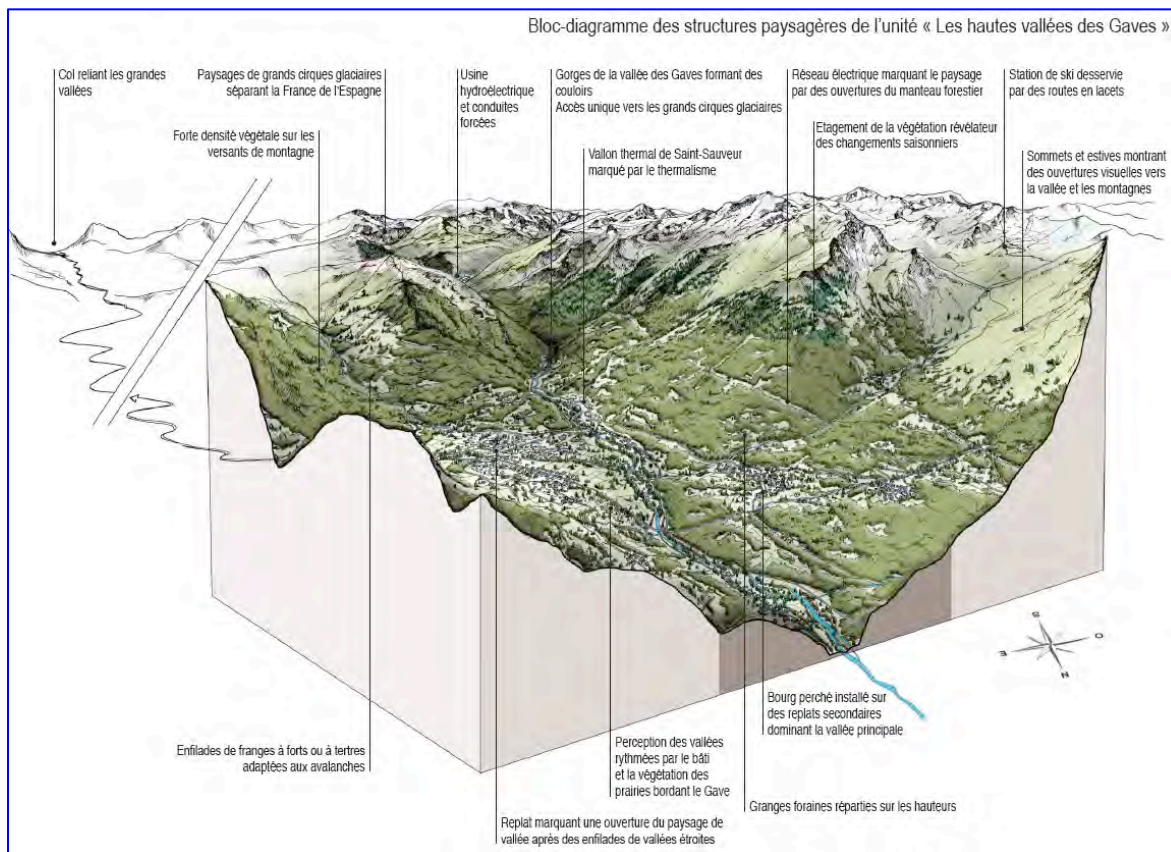 Bloc-diagramme des structures paysagères de l'unité « Les hautes vallées des Gaves »
Col reliant les grandes
vallées
Paysages de grands cirques glaciaires
séparant la France de l'Espagne
Usine
hydroélectrique
et conduites
forcées
Gorges de la vallée des Gaves formant des
couloirs
Accès unique vers les grands cirques glaciaires
Réseau électrique marquant le paysage
par des ouvertures du manteau forestier
Station de ski desservie
par des routes en lacets
Forte densité végétale sur les
versants de montagne
Vallon thermal de Saint-Sauveur
marqué par le thermalisme
Etagement de la végétation révélateur
des changements saisonniers
Sommets et estives montrant
des ouvertures visuelles vers
la vallée et les montagnes
S
O
E
N
Bourg perché installé sur
des replats secondaires
dominant la vallée principale
Enfilades de franges à forts ou à tertres
adaptées aux avalanches
Perception des vallées
rythmées par le bâti
et la végétation des
prairies bordant le Gave
Granges foraines réparties sur les hauteurs
Replat marquant une ouverture du paysage de
vallée après des enfilades de vallées étroites